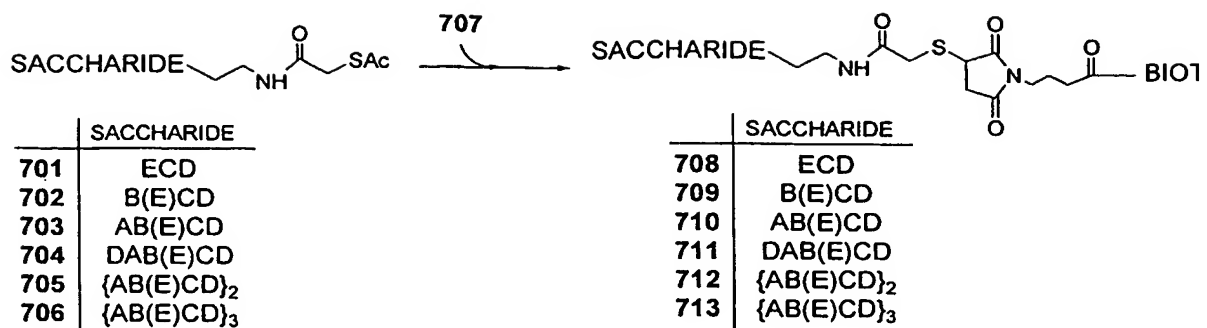 SACCHARIDE NH O SAc 707 SACCHARIDE NH O S O N O O BIOT
SACCHARIDE
701 ECD
702 B(E)CD
703 AB(E)CD
704 DAB(E)CD
705 {AB(E)CD}2
706 {AB(E)CD}3
SACCHARIDE
708 ECD
709 B(E)CD
710 AB(E)CD
711 DAB(E)CD
712 {AB(E)CD}2
713 {AB(E)CD}3